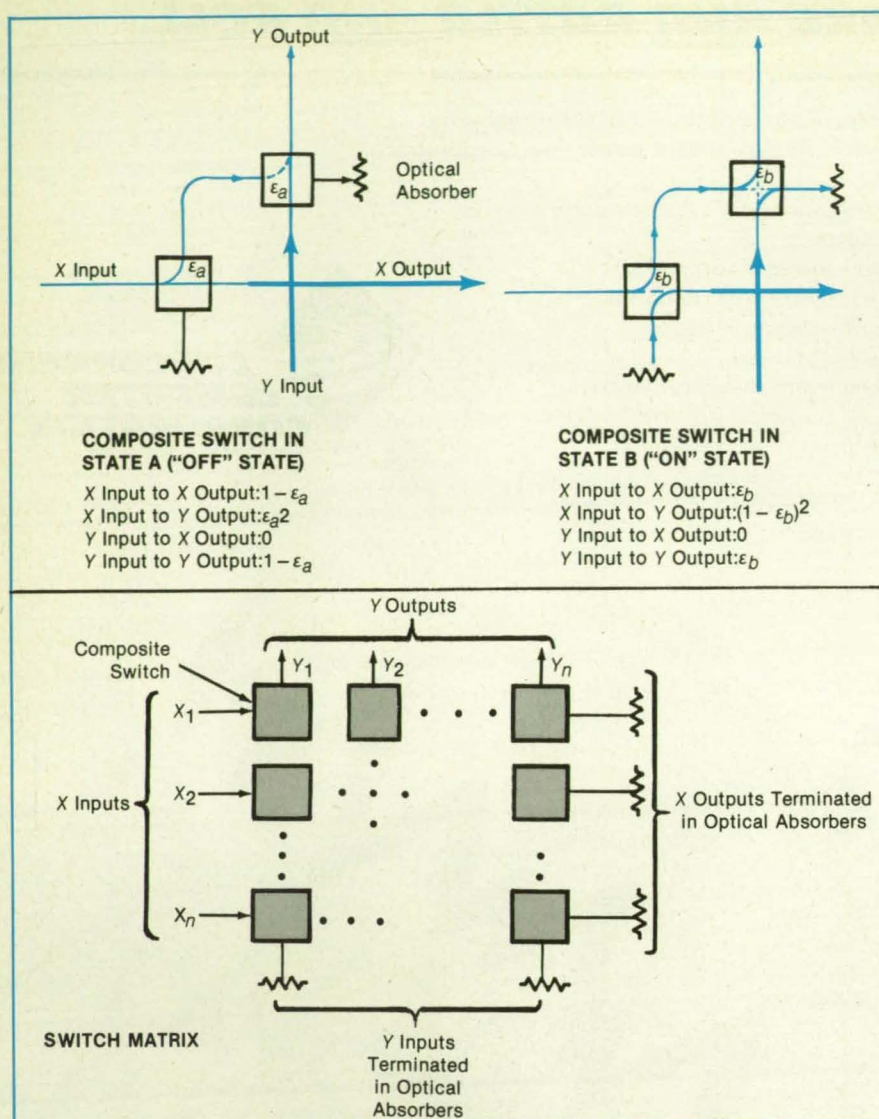 Y Output
Optical
Absorber
εa
εa
X Input
X Output
Y Input
εb
εb
COMPOSITE SWITCH IN
STATE A ("OFF" STATE)
X Input to X Output:1 – εa
X Input to Y Output:εa2
Y Input to X Output:0
Y Input to Y Output:1 – εa
COMPOSITE SWITCH IN
STATE B ("ON" STATE)
X Input to X Output:εb
X Input to Y Output:(1 – εb)2
Y Input to X Output:0
Y Input to Y Output:εb
Y Outputs
Composite
Switch
Y1
Y2
Yn
X1
X Inputs
X2
Xn
X Outputs Terminated
in Optical Absorbers
SWITCH MATRIX
Y Inputs
Terminated
in Optical
Absorbers